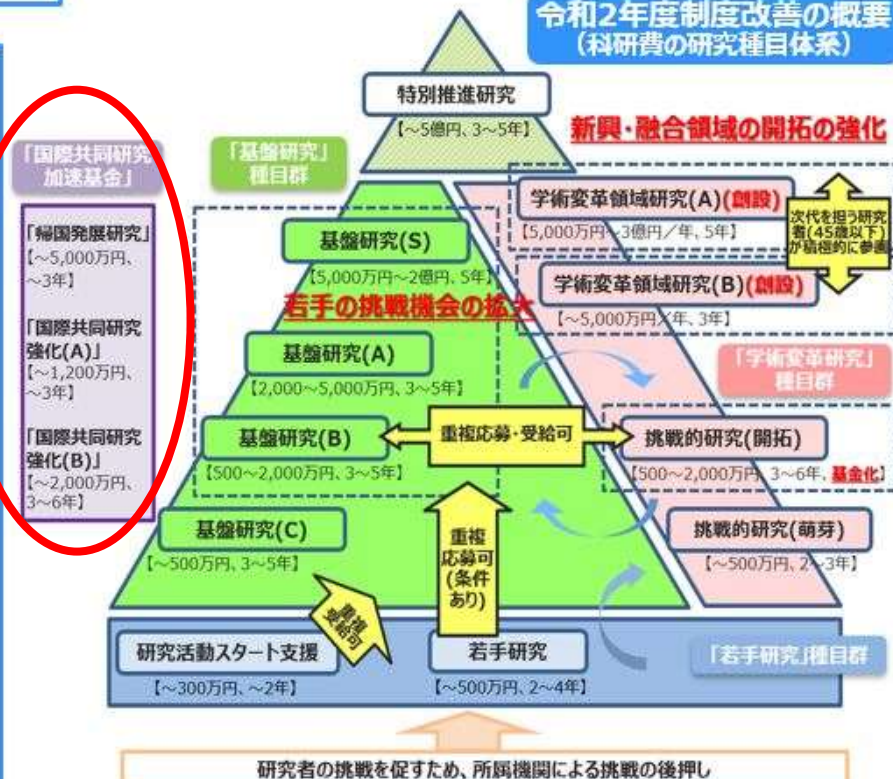 令和2年度制度改善の概要
(科研費の研究種目体系)
特別推進研究
【~5億円、3~5年】
新興・融合領域の開拓の強化
「国際共同研究
加速基金」
「帰国発展研究」
【~5,000万円、
~3年】
「国際共同研究
強化(A)」
【~1,200万円、
~3年】
「国際共同研究
強化(B)」
【~2,000万円、
3~6年】
「基盤研究」
種目群
基盤研究(S)
【5,000万円~2億円、5年】
若手の挑戦機会の拡大
基盤研究(A)
【2,000~5,000万円、3~5年】
基盤研究(B)
【500~2,000万円、3~5年】
基盤研究(C)
【~500万円、3~5年】
学術変革領域研究(A)(創設)
【5,000万円~3億円/年、5年】
学術変革領域研究(B)(創設)
【~5,000万円/年、3年】
次代を担う研究
者(45歳以下)
が積極的に参画
「学術変革研究」
種目群
重複応募・受給可
挑戦的研究(開拓)
【500~2,000万円、3~6年、基金化】
挑戦的研究(萌芽)
【~500万円、2~3年】
重複
応募可
(条件
あり)
重複
受給可
研究活動スタート支援
【~300万円、~2年】
若手研究
【~500万円、2~4年】
「若手研究」種目群
研究者の挑戦を促すため、所属機関による挑戦の後押し